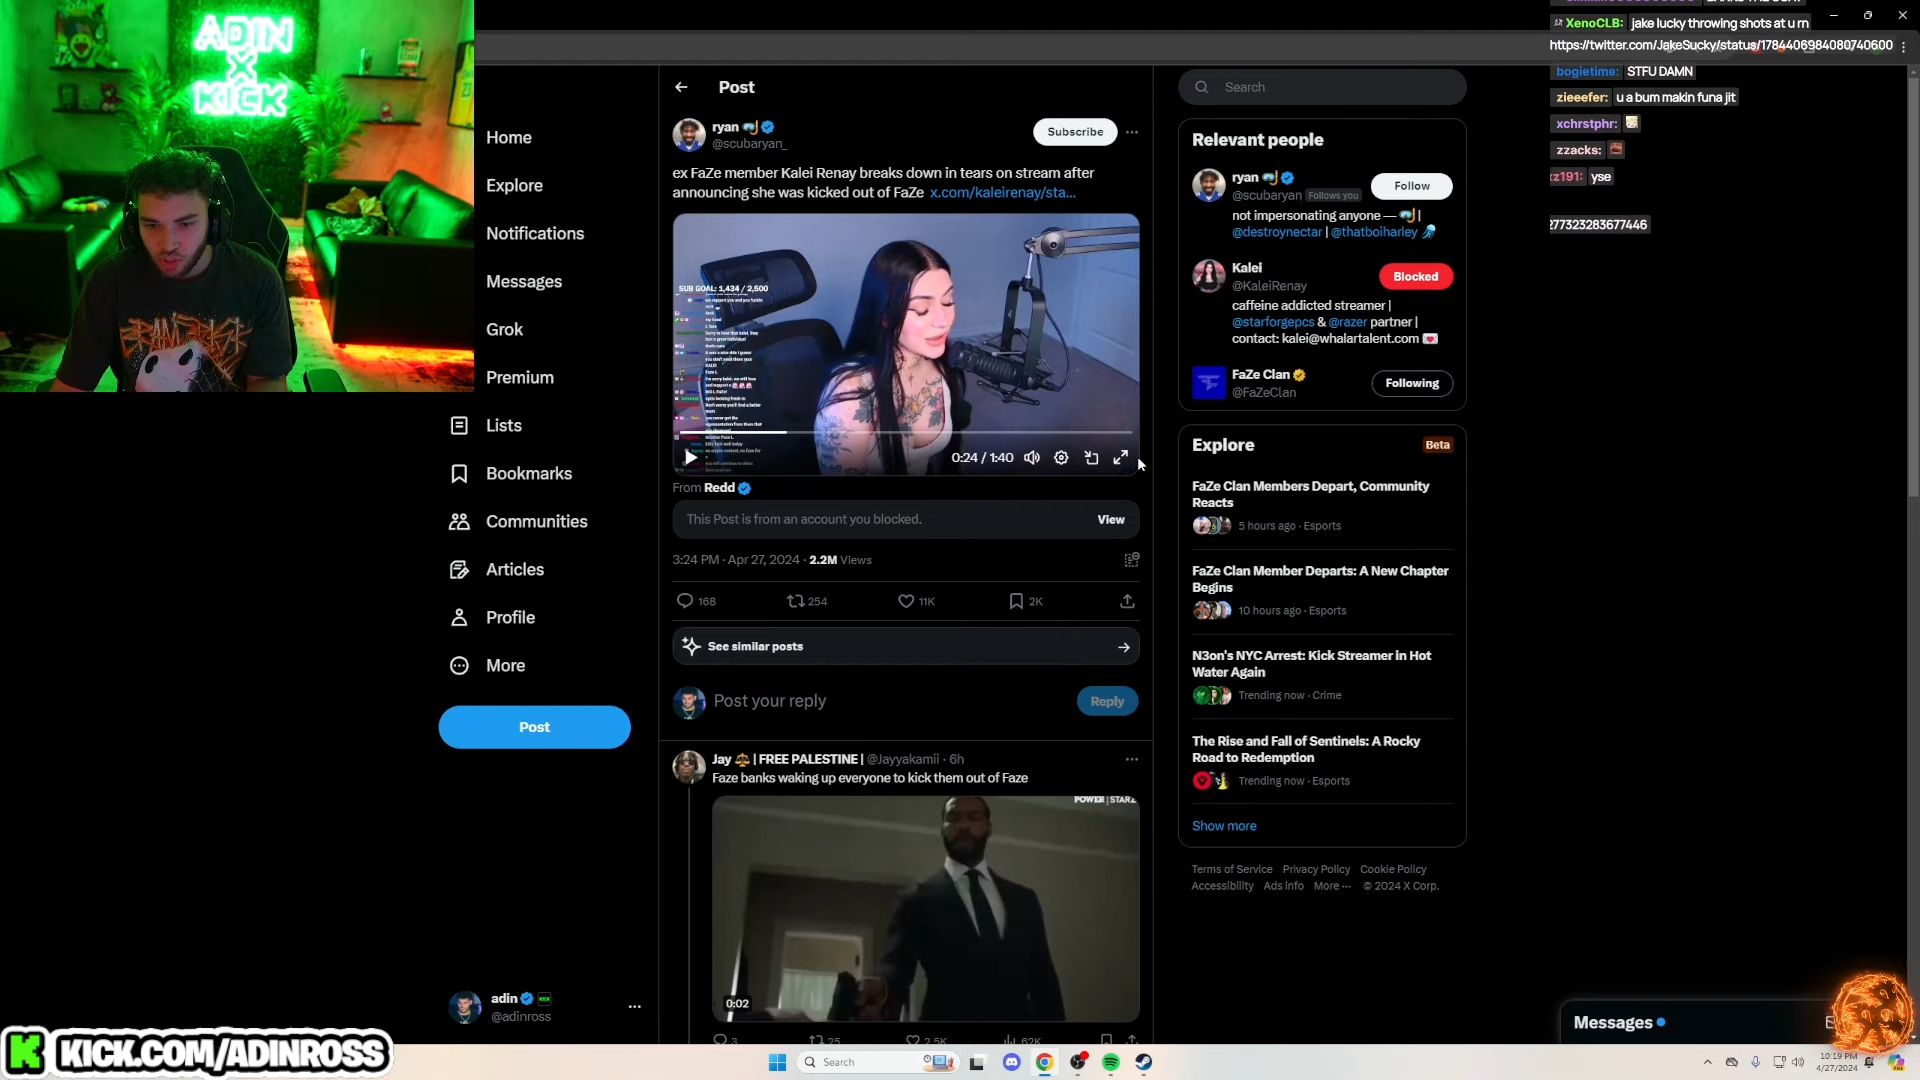 ADIN
X
KICK
XenoCLB: jake lucky throwing shots at u rn
https://twitter.com/JakeSucky/status/1784406984080740600
bogietime: STFU DAMN
zieeefer: u a bum makin funa jit
xchrstphr:
zzacks:
xz191: yse
277323283677446
Home
Explore
Notifications
Messages
Grok
Premium
Lists
Bookmarks
Communities
Articles
Profile
More
Post
adin
@adinross
KICK.COM/ADINROSS
Post
ryan
@scubaryan_
Subscribe
ex FaZe member Kalei Renay breaks down in tears on stream after
announcing she was kicked out of FaZe x.com/kaleirenay/sta...
SUB GOAL: 1,434 / 2,500
0:24 / 1:40
From Redd
This Post is from an account you blocked.
View
3:24 PM · Apr 27, 2024 · 2.2M Views
168
254
11K
2K
See similar posts
Post your reply
Reply
Jay | FREE PALESTINE | @Jayyakamii · 6h
Faze banks waking up everyone to kick them out of Faze
POWER | STARZ
0:02
3
25
2.5K
62K
Search
Relevant people
ryan
@scubaryan Follows you
Follow
not impersonating anyone — |
@destroynectar | @thatboiharley
Kalei
@KaleiRenay
Blocked
caffeine addicted streamer |
@starforgepcs & @razer partner |
contact: kalei@whalartalent.com
FaZe Clan
@FaZeClan
Following
Explore
Beta
FaZe Clan Members Depart, Community
Reacts
5 hours ago · Esports
FaZe Clan Member Departs: A New Chapter
Begins
10 hours ago · Esports
N3on's NYC Arrest: Kick Streamer in Hot
Water Again
Trending now · Crime
The Rise and Fall of Sentinels: A Rocky
Road to Redemption
Trending now · Esports
Show more
Terms of Service Privacy Policy Cookie Policy
Accessibility Ads info More ··· © 2024 X Corp.
Messages
Search
10:19 PM
4/27/2024